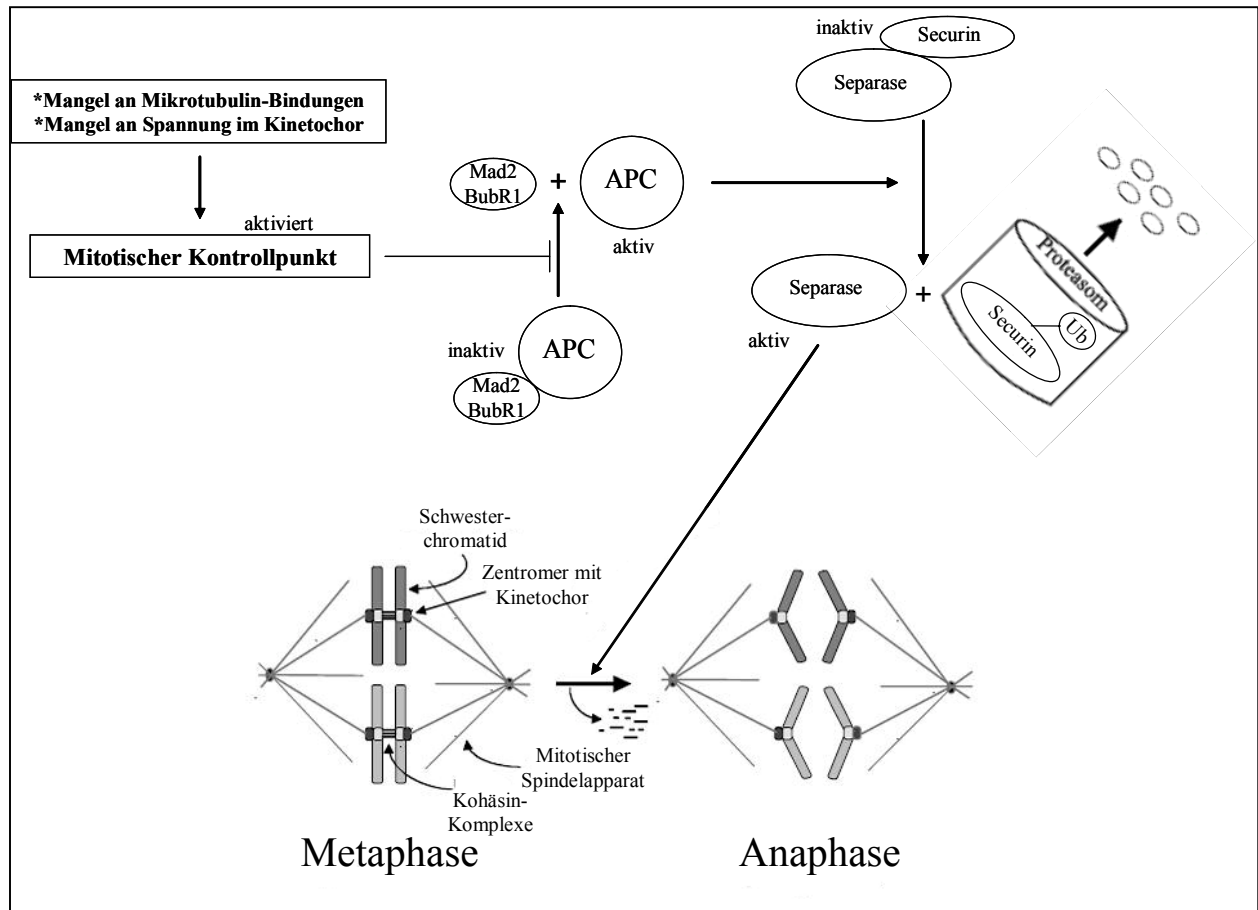 inaktiv
Securin
Separase
*Mangel an Mikrotubulin-Bindungen
*Mangel an Spannung im Kinetochor
Mad2
BubR1
+
APC
aktiv
aktiviert
Mitotischer Kontrollpunkt
Separase
+
aktiv
Proteasom
Securin
Ub
inaktiv
APC
Mad2
BubR1
Schwester-
chromatid
Zentromer mit
Kinetochor
Mitotischer
Spindelapparat
Kohäsin-
Komplexe
Metaphase
Anaphase